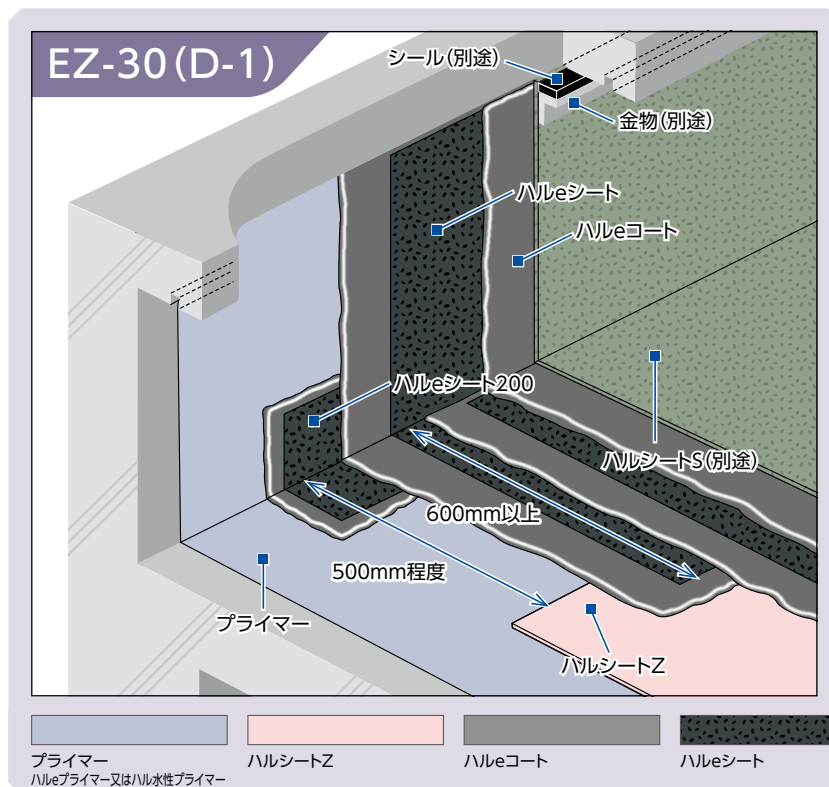 EZ-30(D-1)
シール(別途)
金物(別途)
ハルeシート
ハルeコート
ハルeシート200
ハルシートS(別途)
600mm以上
500mm程度
プライマー
ハルシートZ
プライマー
ハルeプライマー又はハル水性プライマー
ハルシートZ
ハルeコート
ハルeシート